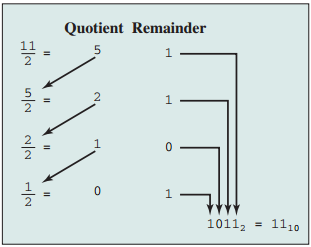 Quotient Remainder
11/2 = 5 1
5/2 = 2 1
2/2 = 1 0
1/2 = 0 1
1011₂ = 11₁₀